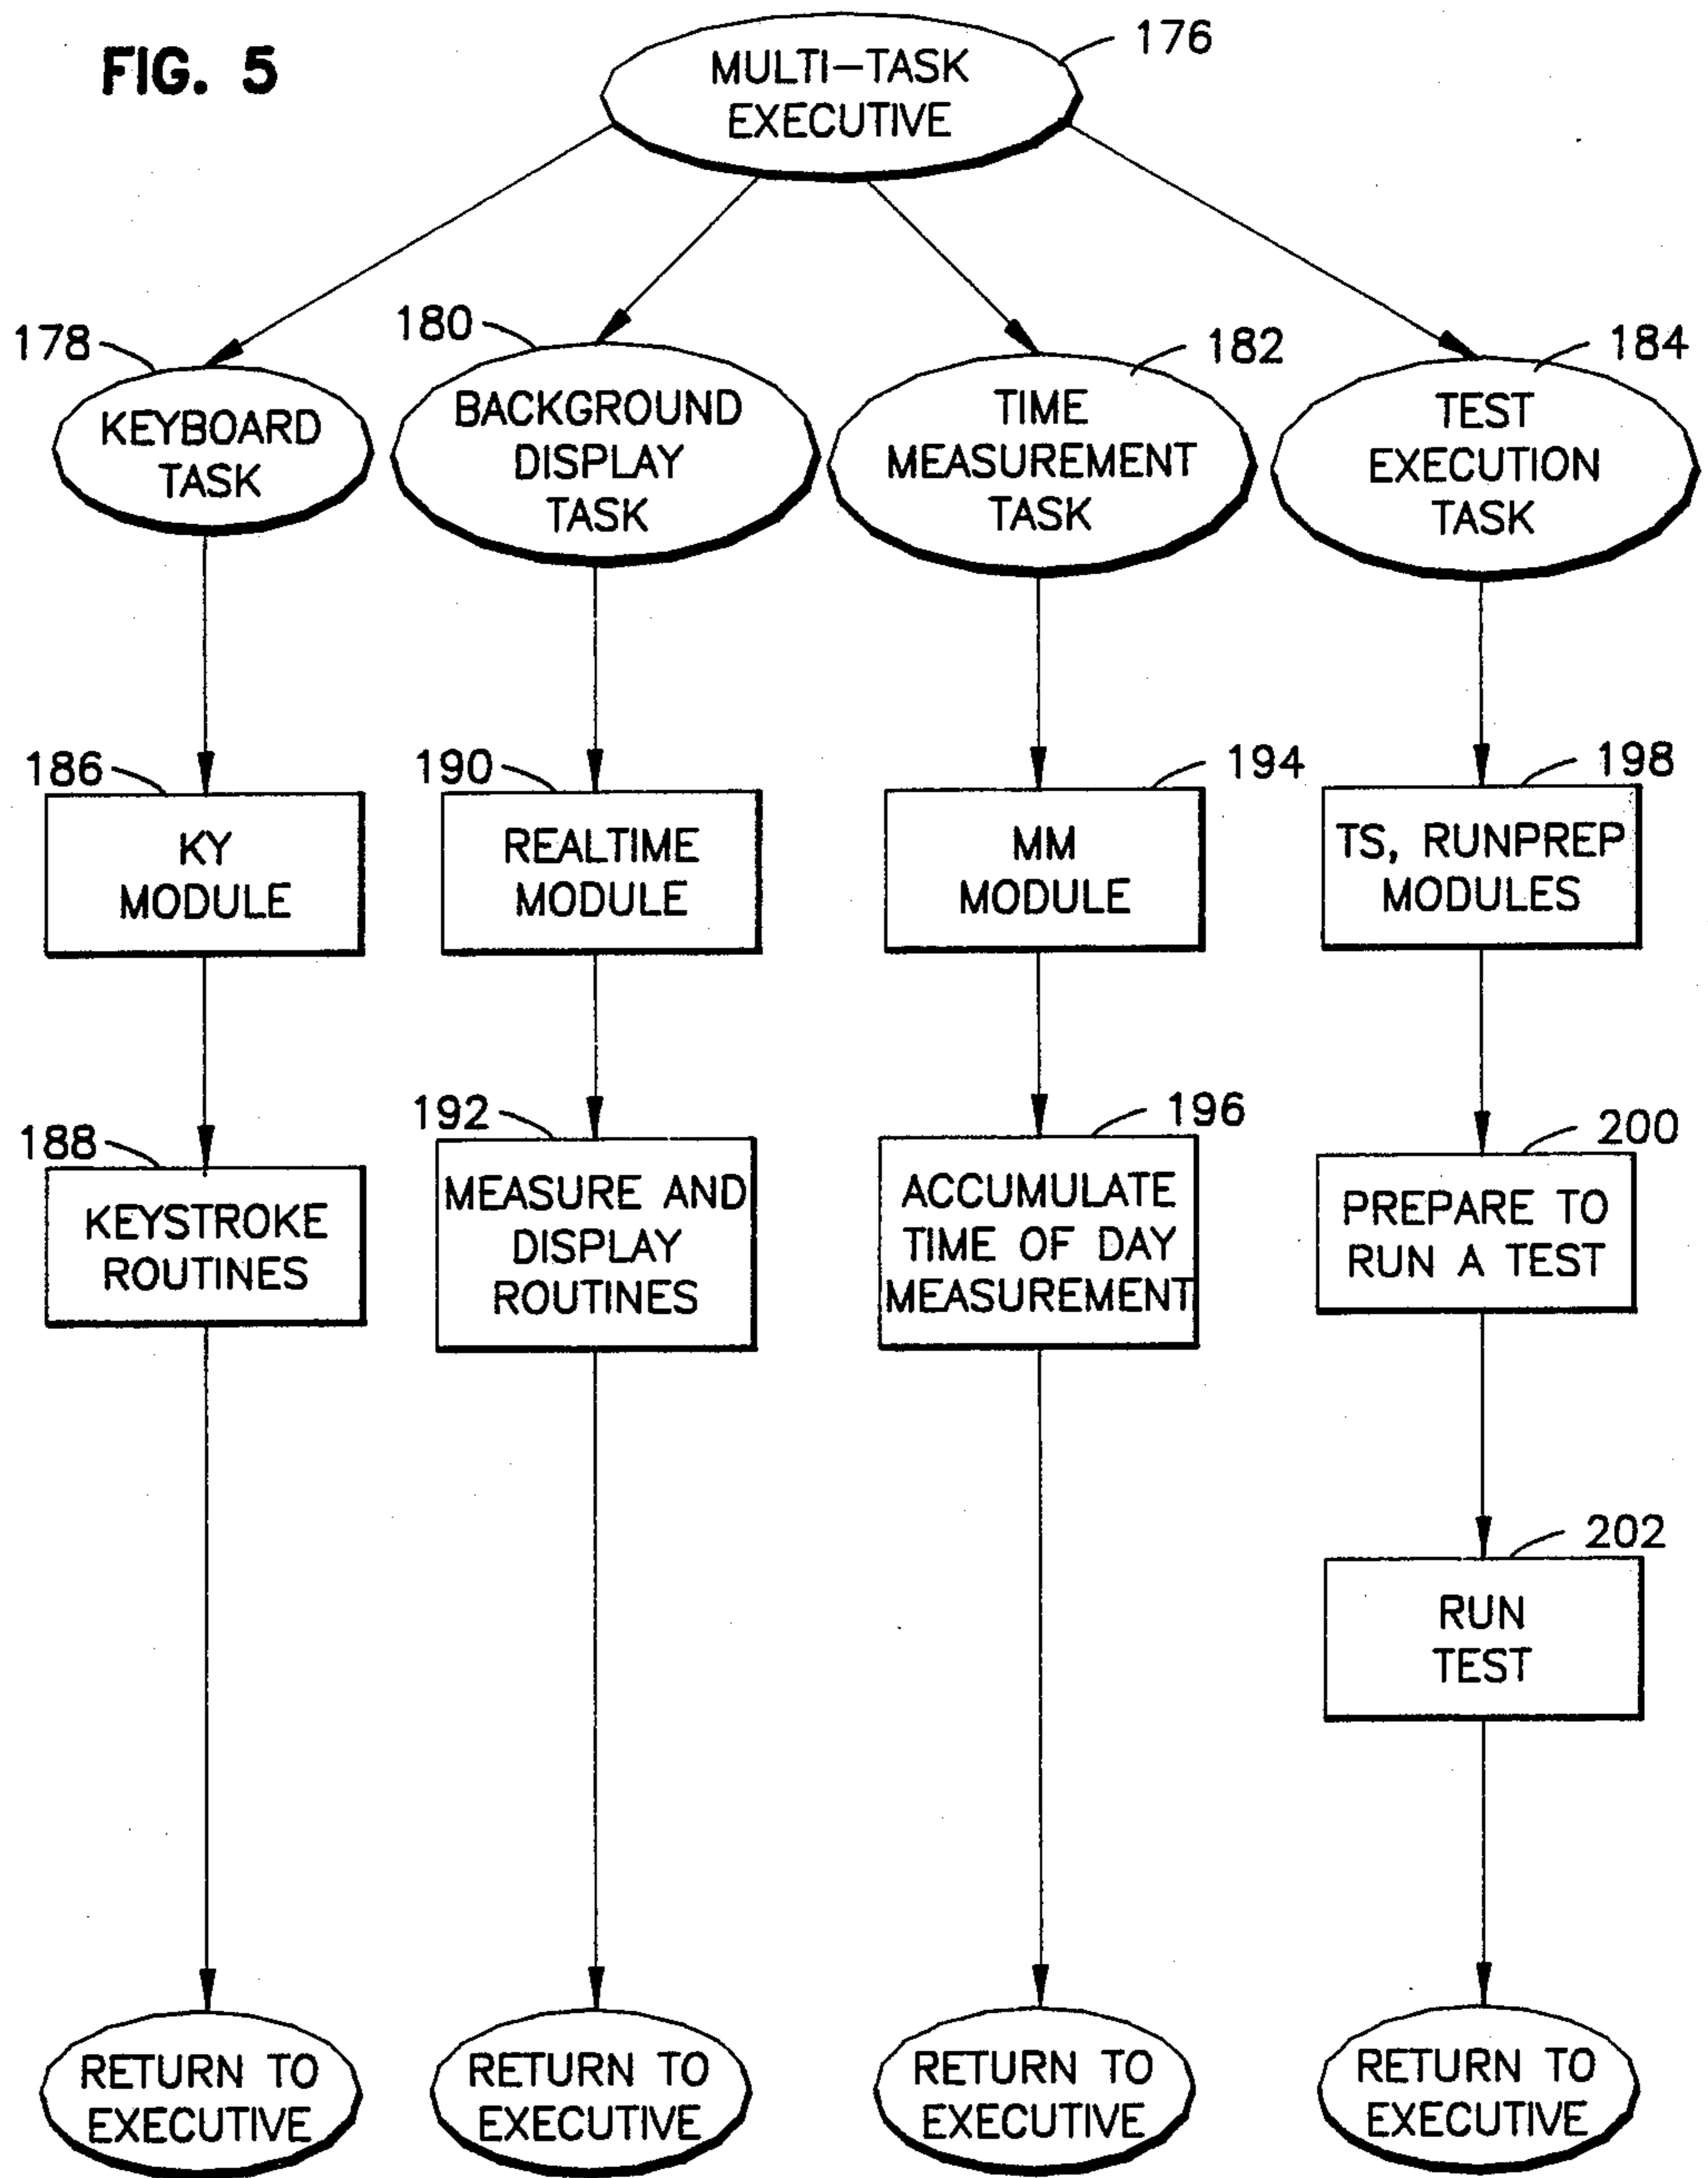 FIG. 5
MULTI-TASK
EXECUTIVE
176
178
KEYBOARD
TASK
180
BACKGROUND
DISPLAY
TASK
182
TIME
MEASUREMENT
TASK
184
TEST
EXECUTION
TASK
186
KY
MODULE
190
REALTIME
MODULE
194
MM
MODULE
198
TS, RUNPREP
MODULES
188
KEYSTROKE
ROUTINES
192
MEASURE AND
DISPLAY
ROUTINES
196
ACCUMULATE
TIME OF DAY
MEASUREMENT
200
PREPARE TO
RUN A TEST
202
RUN
TEST
RETURN TO
EXECUTIVE
RETURN TO
EXECUTIVE
RETURN TO
EXECUTIVE
RETURN TO
EXECUTIVE